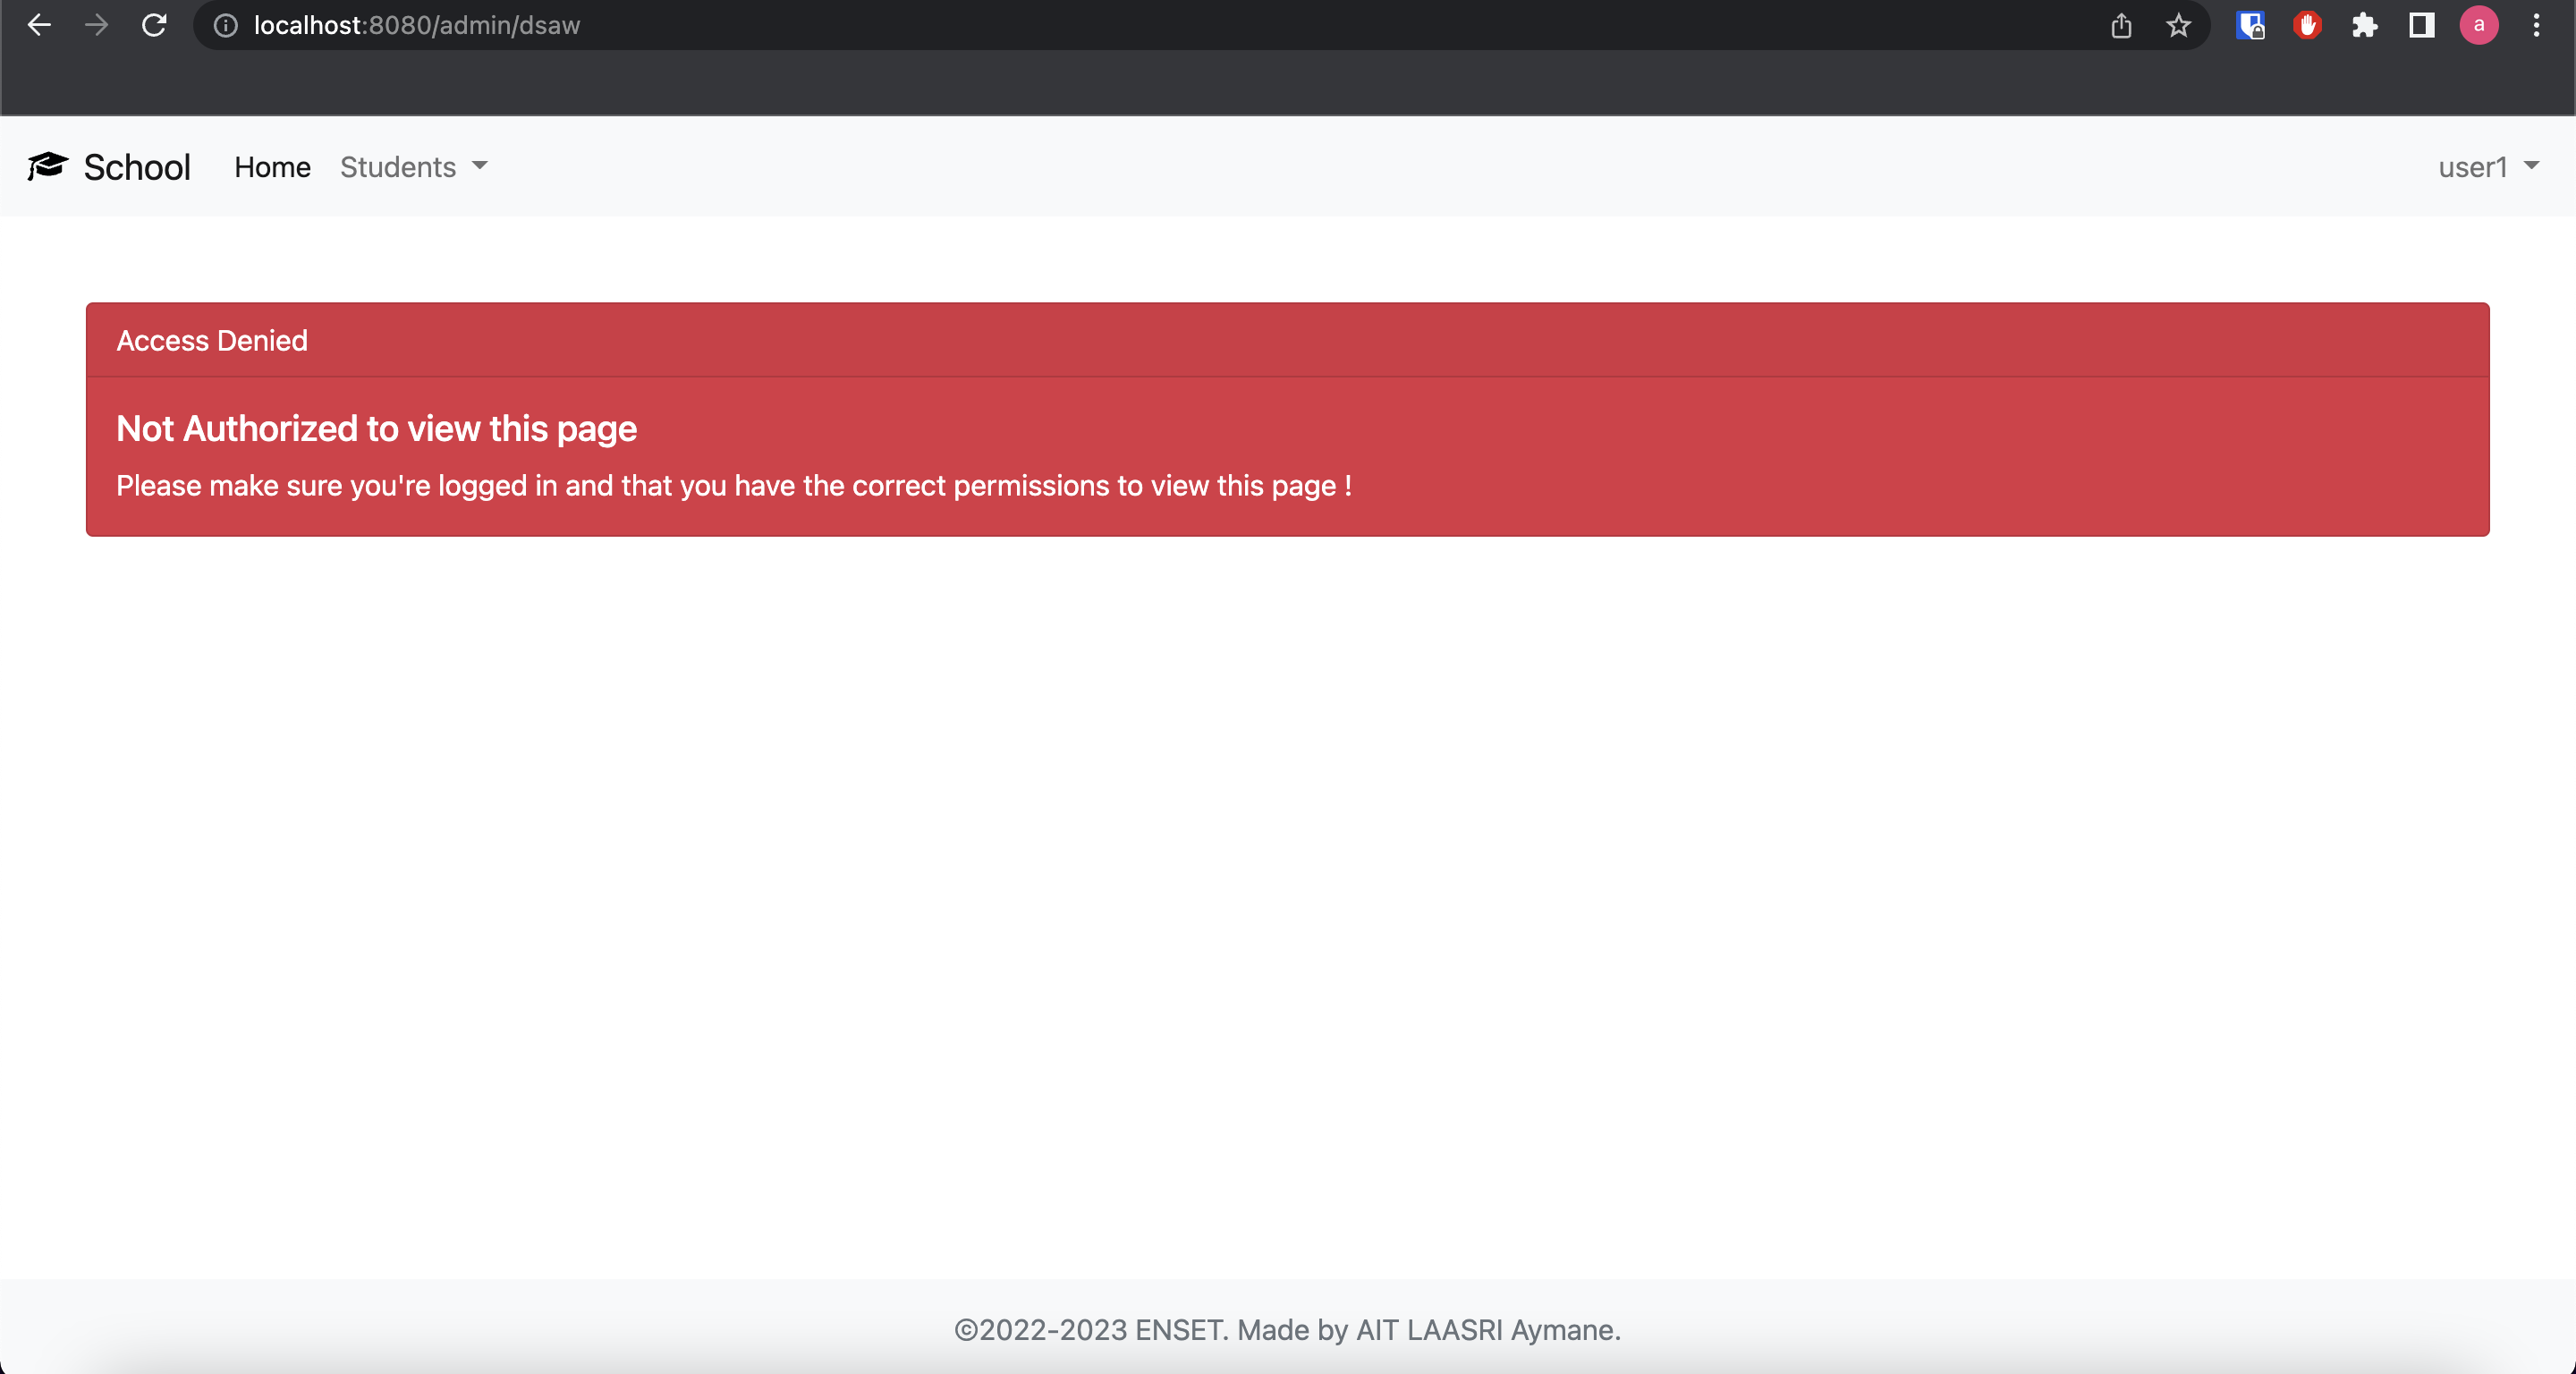 localhost:8080/admin/dsaw
a
School Home Students user1
Access Denied
Not Authorized to view this page
Please make sure you're logged in and that you have the correct permissions to view this page !
©2022-2023 ENSET. Made by AIT LAASRI Aymane.